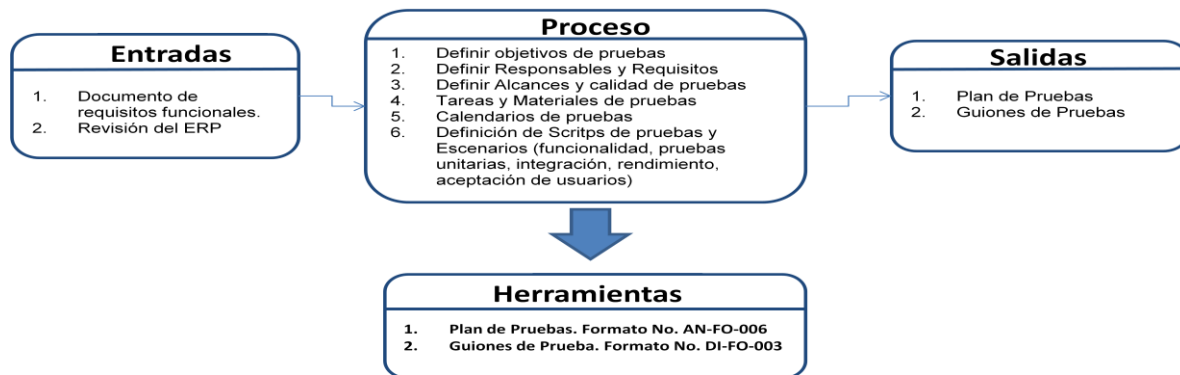 Entradas
1. Documento de
requisitos funcionales.
2. Revisión del ERP
Proceso
1. Definir objetivos de pruebas
2. Definir Responsables y Requisitos
3. Definir Alcances y calidad de pruebas
4. Tareas y Materiales de pruebas
5. Calendarios de pruebas
6. Definición de Scritps de pruebas y
Escenarios (funcionalidad, pruebas
unitarias, integración, rendimiento,
aceptación de usuarios)
Salidas
1. Plan de Pruebas
2. Guiones de Pruebas
Herramientas
1. Plan de Pruebas. Formato No. AN-FO-006
2. Guiones de Prueba. Formato No. DI-FO-003